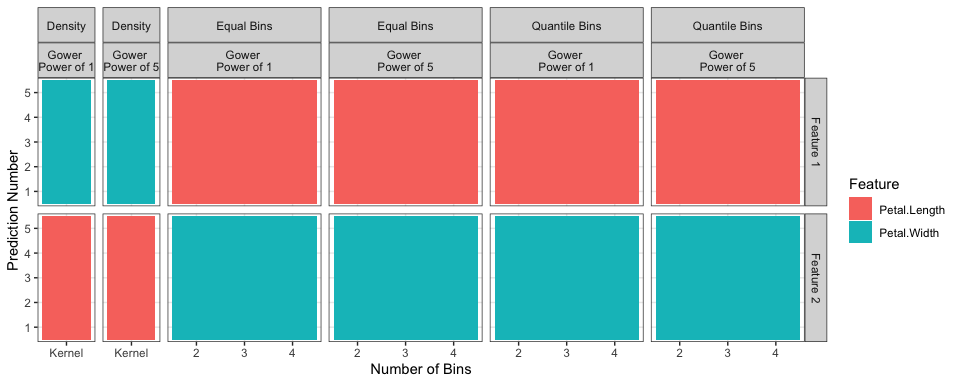 Density
Density
Equal Bins
Equal Bins
Quantile Bins
Quantile Bins
Gower
Power of 1
Gower
Power of 5
Gower
Power of 1
Gower
Power of 5
Gower
Power of 1
Gower
Power of 5
Prediction Number
5
4
3
2
1
Feature 1
5
4
3
2
1
Feature 2
Kernel
Kernel
2 3 4
2 3 4
2 3 4
2 3 4
Number of Bins
Feature
Petal.Length
Petal.Width